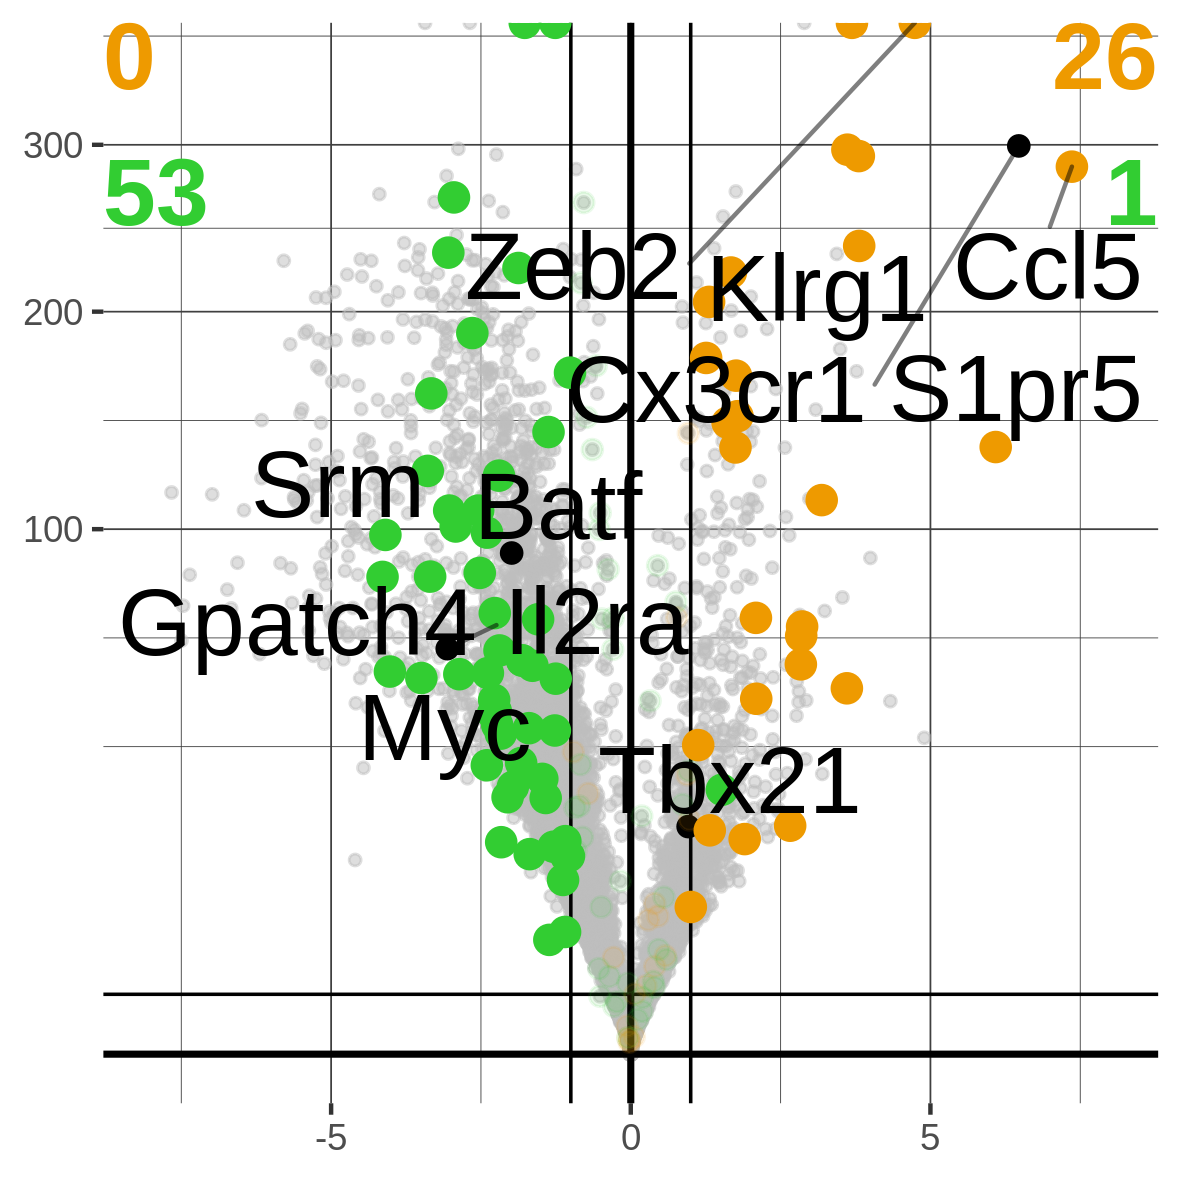 0 26
300
53 1
Zeb2 Klrg1 Ccl5
200
Cx3cr1 S1pr5
Srm Batf
100
Gpatch4 Il2ra
Myc
Tbx21
-5 0 5